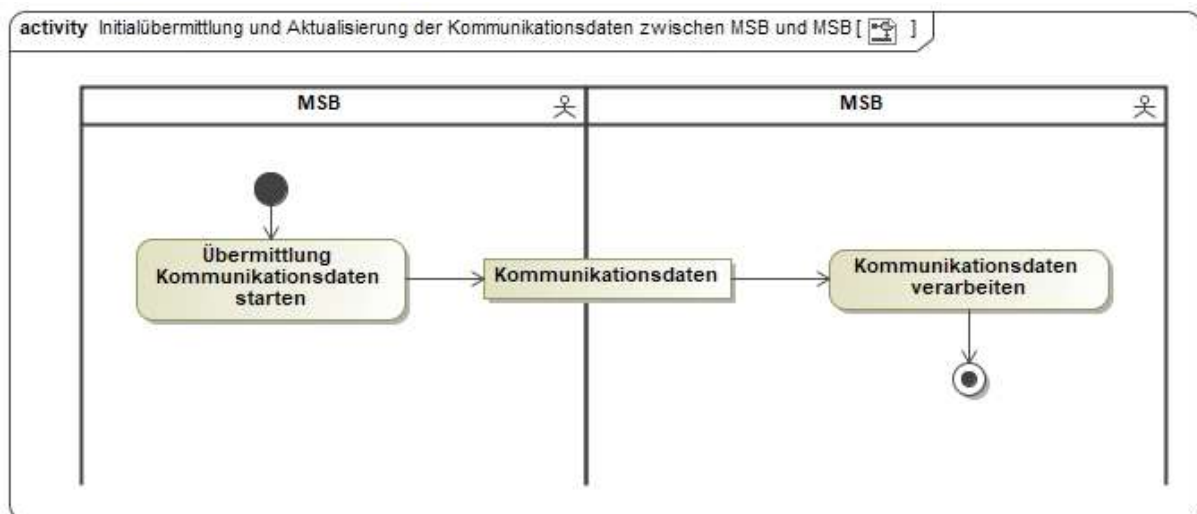 activity Initialübermittlung und Aktualisierung der Kommunikationsdaten zwischen MSB und MSB [ ]
MSB
MSB
Übermittlung
Kommunikationsdaten
starten
Kommunikationsdaten
Kommunikationsdaten
verarbeiten